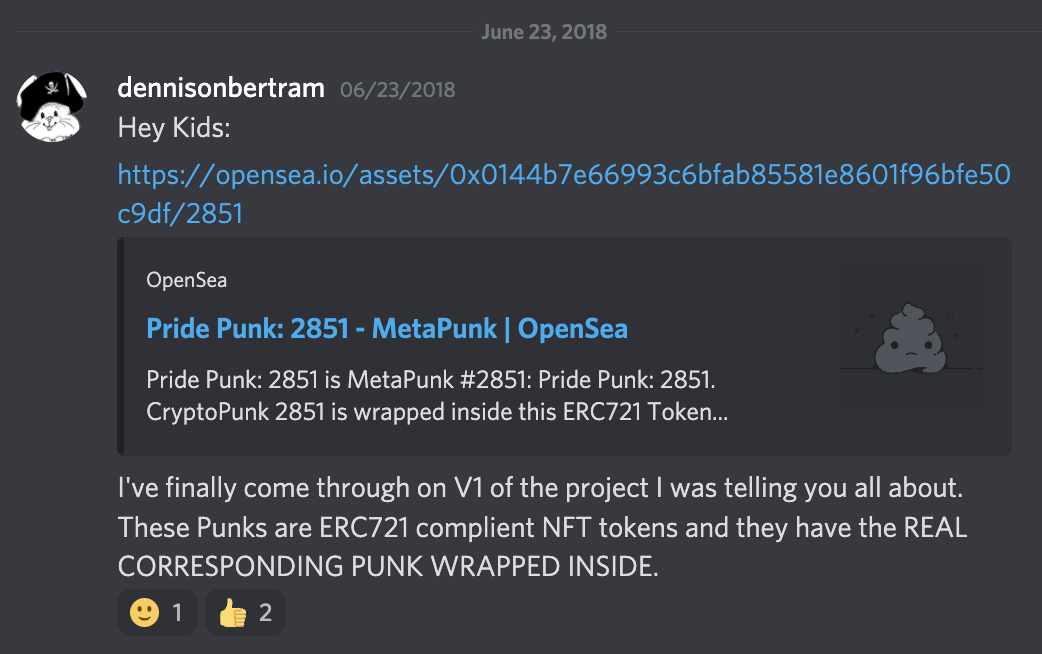 June 23, 2018
dennisonbertram 06/23/2018
Hey Kids:
https://opensea.io/assets/0x0144b7e66993c6bfab85581e8601f96bfe50
c9df/2851
OpenSea
Pride Punk: 2851 - MetaPunk | OpenSea
Pride Punk: 2851 is MetaPunk #2851: Pride Punk: 2851.
CryptoPunk 2851 is wrapped inside this ERC721 Token...
I've finally come through on V1 of the project I was telling you all about.
These Punks are ERC721 complient NFT tokens and they have the REAL
CORRESPONDING PUNK WRAPPED INSIDE.
1 2